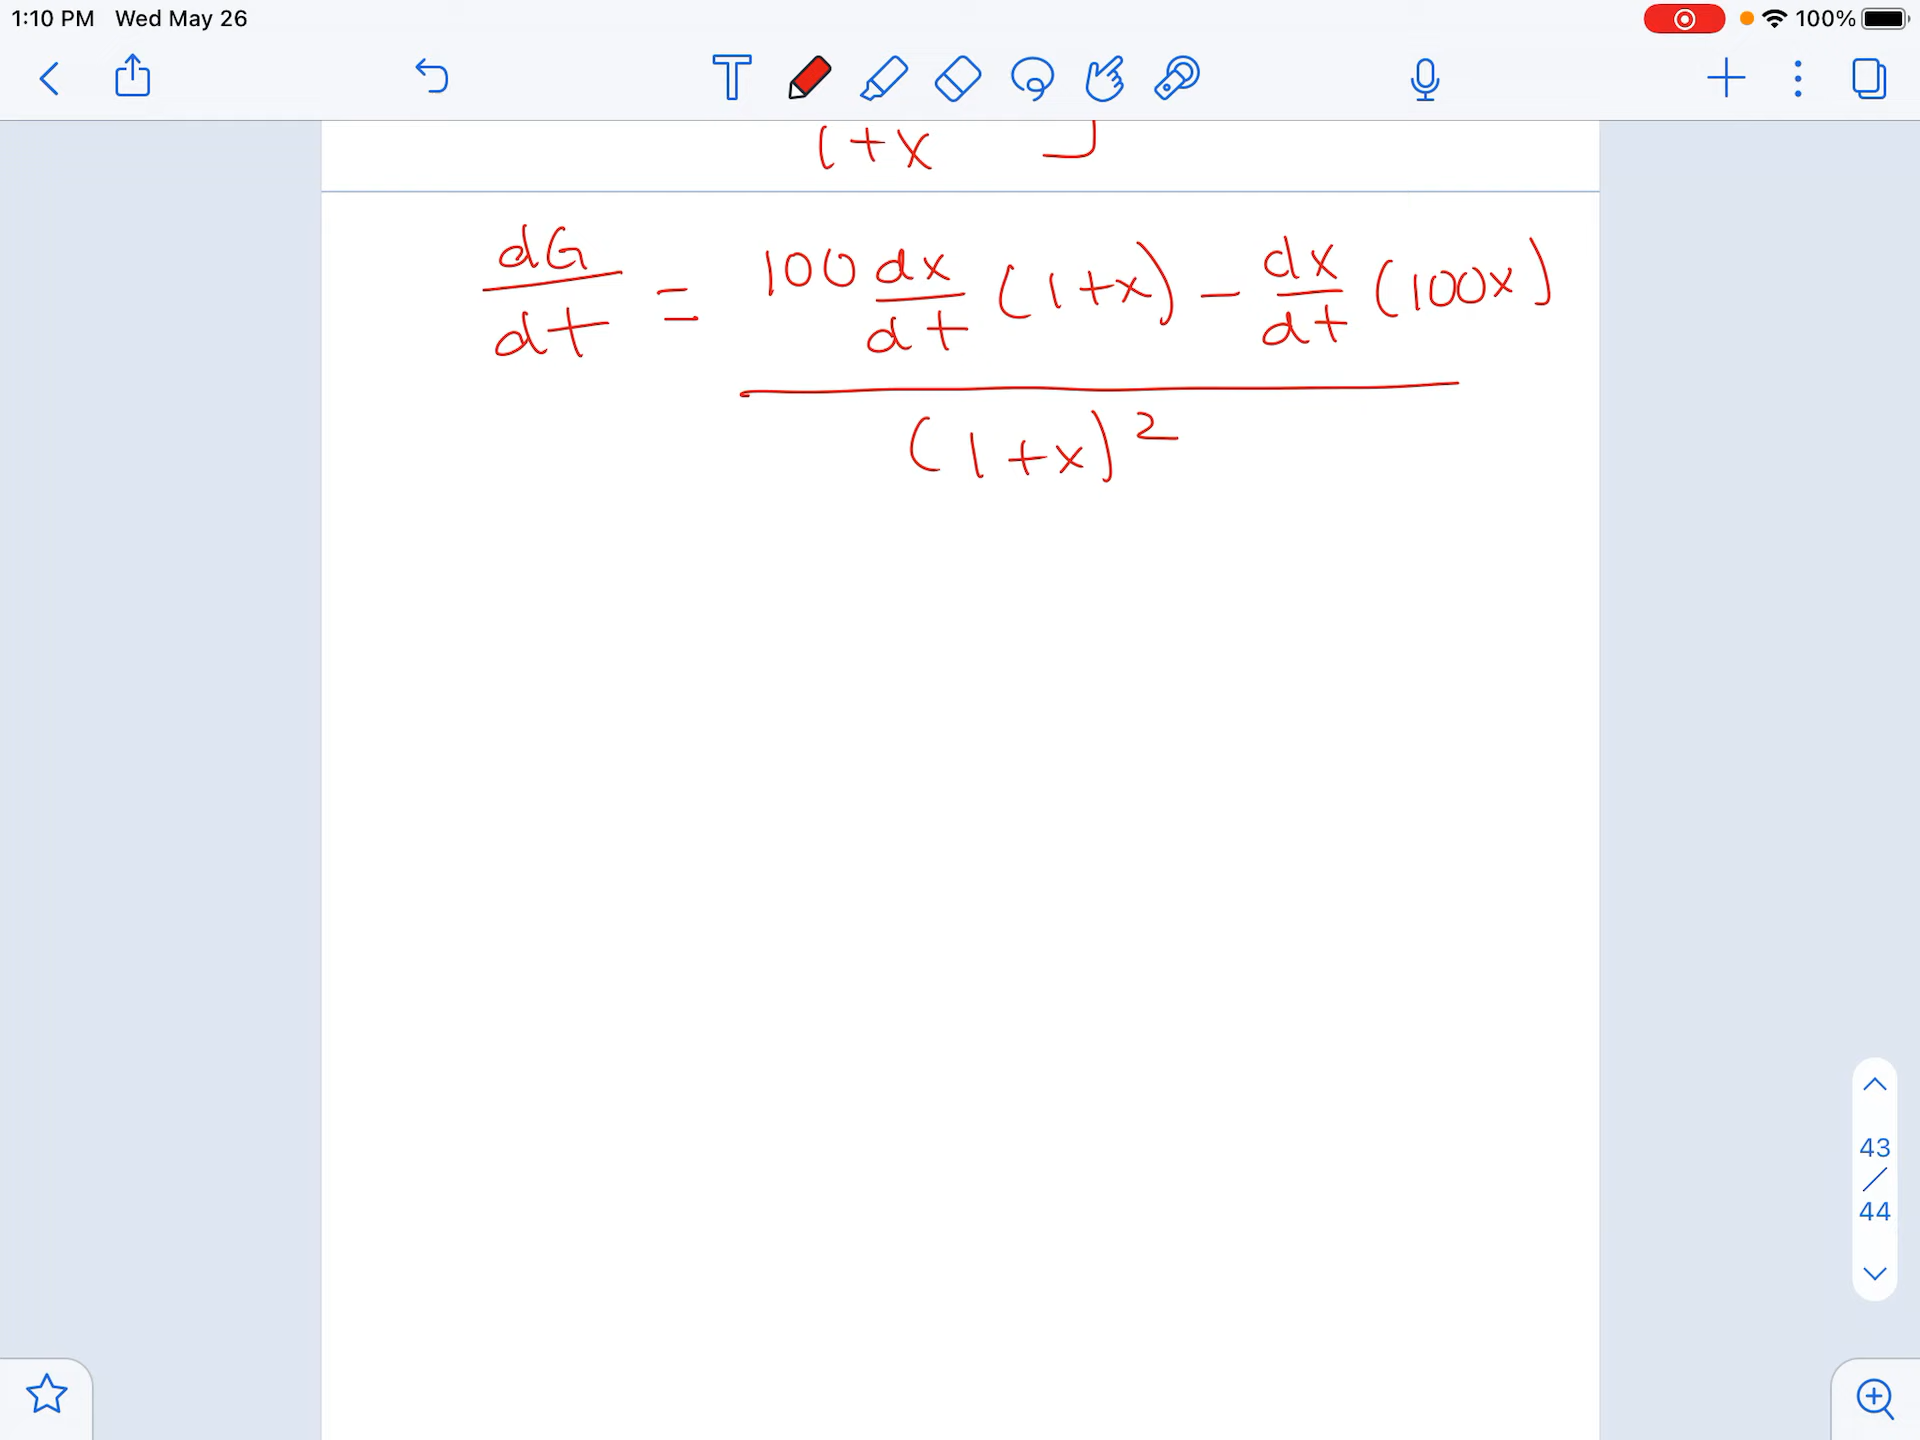 1:10 PM Wed May 26 100%
T
1+x ]
dG/dt = (100 dx/dt (1+x) - dx/dt (100x)) / (1+x)^2
43
/
44